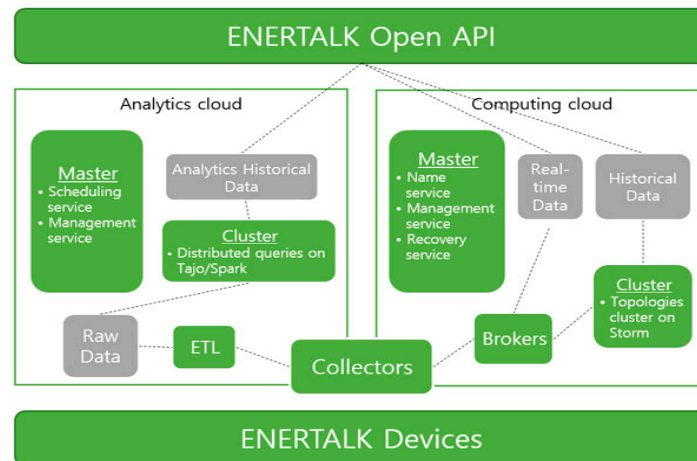 ENERTALK Open API
Analytics cloud
Master
• Scheduling
service
• Management
service
Analytics Historical
Data
Cluster
• Distributed queries on
Tajo/Spark
Raw
Data
ETL
Computing cloud
Master
• Name
service
• Management
service
• Recovery
service
Real-
time
Data
Historical
Data
Cluster
• Topologies
cluster on
Storm
Brokers
Collectors
ENERTALK Devices